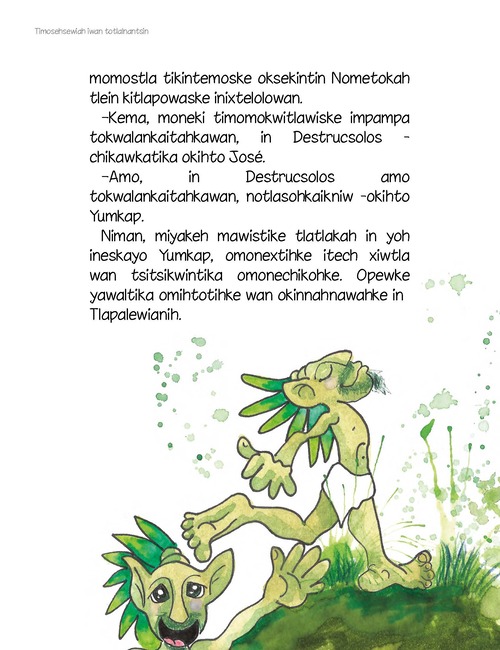 Timosehsewiah iwan totlalnantsin
momostla tikintemoske oksekintin Nometokah
tlein kitlapowaske inixtelolowan.
–Kema, moneki timomokwitlawiske impampa
tokwalankaitahkawan, in Destrucsolos -
chikawkatika okihto José.
–Amo, in Destrucsolos amo
tokwalankaitahkawan, notlasohkaikniw -okihto
Yumkap.
Niman, miyakeh mawistike tlatlakah in yoh
ineskayo Yumkap, omonextihke itech xiwtla
wan tsitsikwintika omonechikohke. Opewke
yawaltika omihtotihke wan okinnahnawahke in
Tlapalewianih.